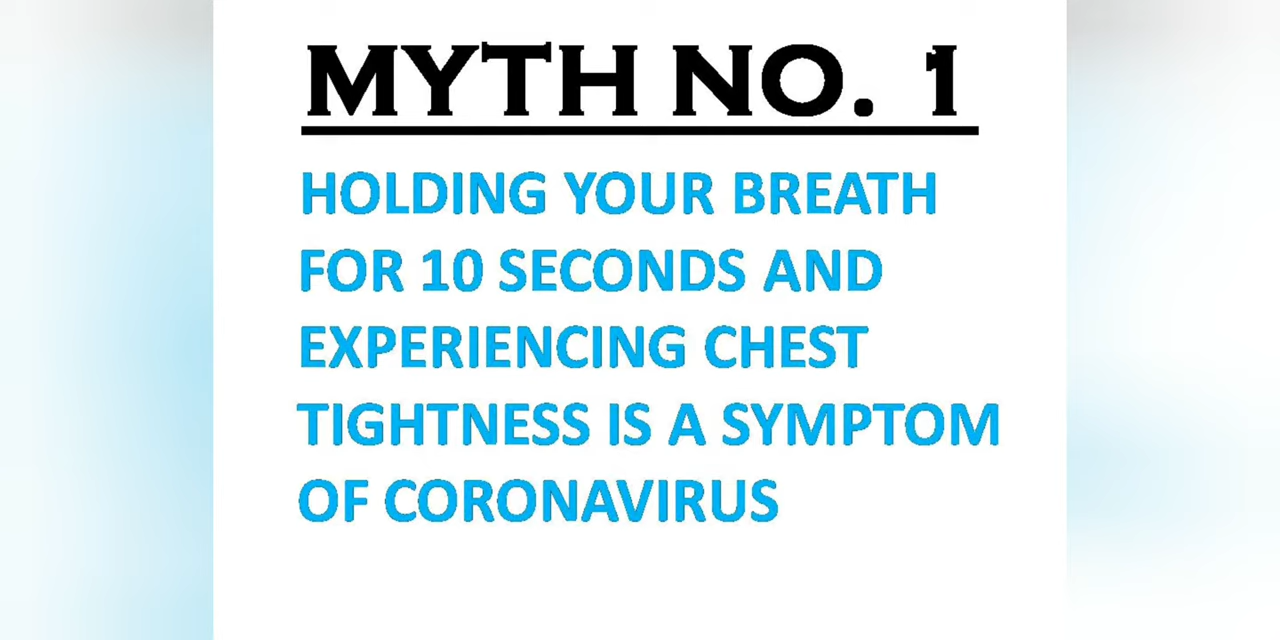 MYTH NO. 1
HOLDING YOUR BREATH
FOR 10 SECONDS AND
EXPERIENCING CHEST
TIGHTNESS IS A SYMPTOM
OF CORONAVIRUS